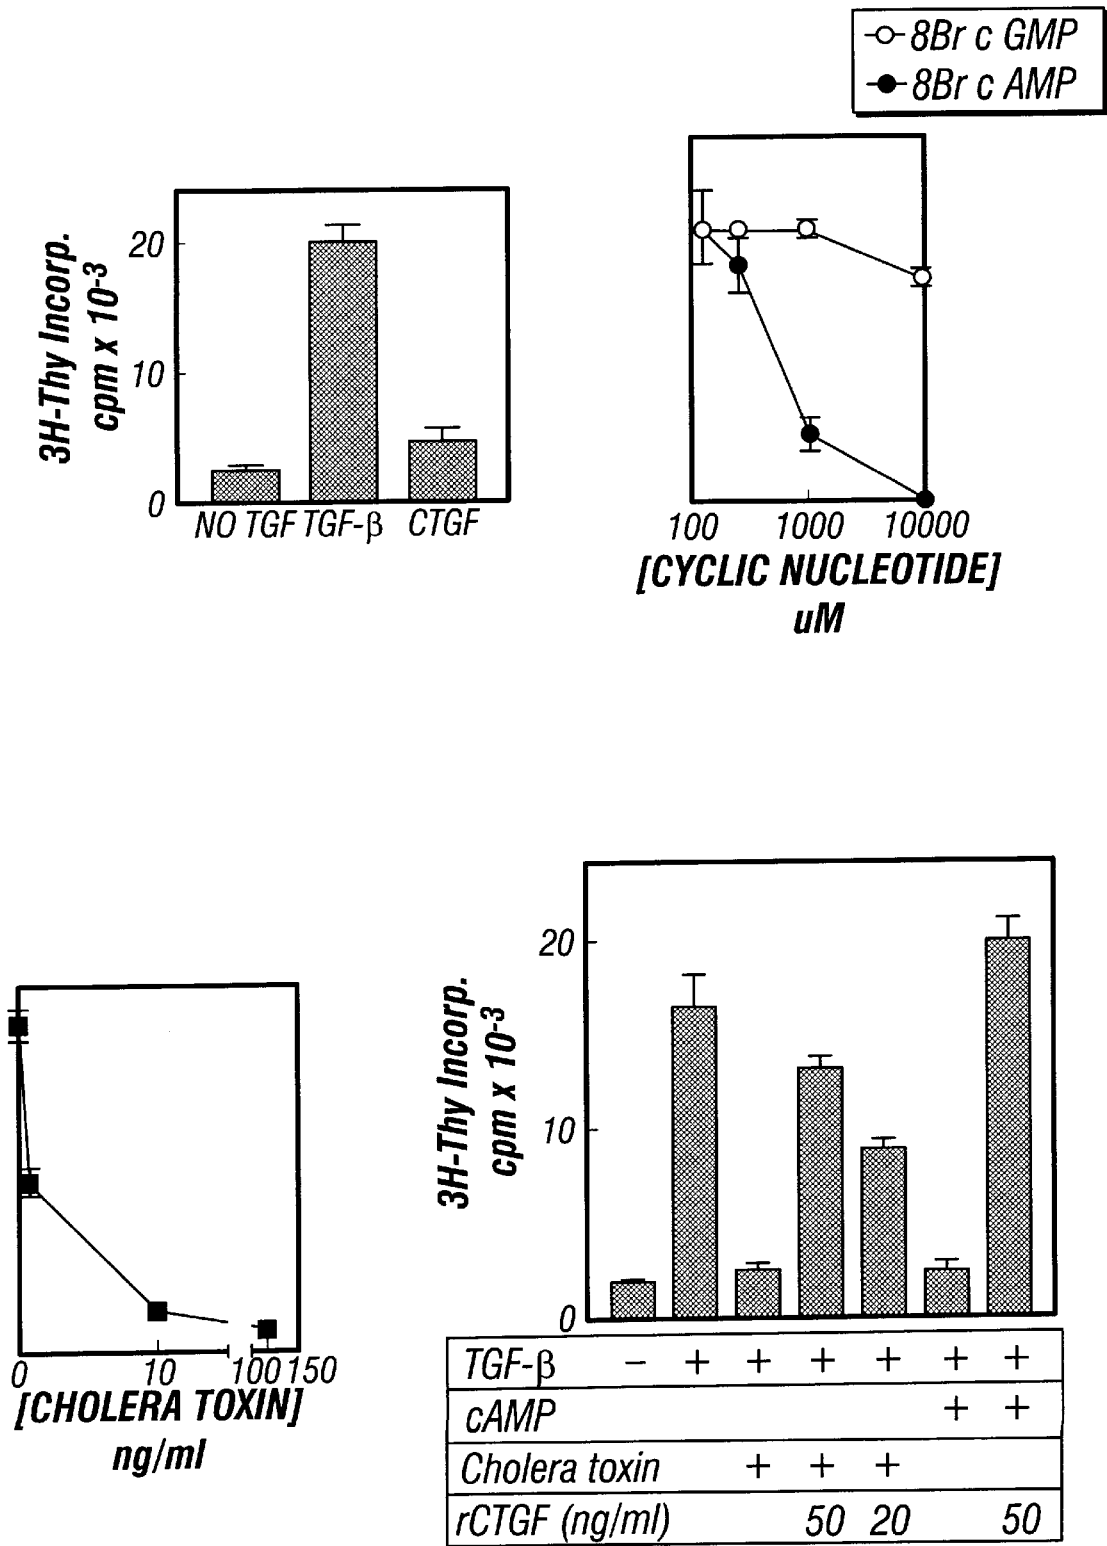 8Br c GMP
8Br c AMP
3H-Thy Incorp.
cpm x 10-3
20
10
0
NO TGF TGF-β CTGF
100 1000 10000
[CYCLIC NUCLEOTIDE]
uM
0 10 100 150
[CHOLERA TOXIN]
ng/ml
3H-Thy Incorp.
cpm x 10-3
20
10
0
TGF-β − + + + + + +
cAMP + +
Cholera toxin + + +
rCTGF (ng/ml) 50 20 50